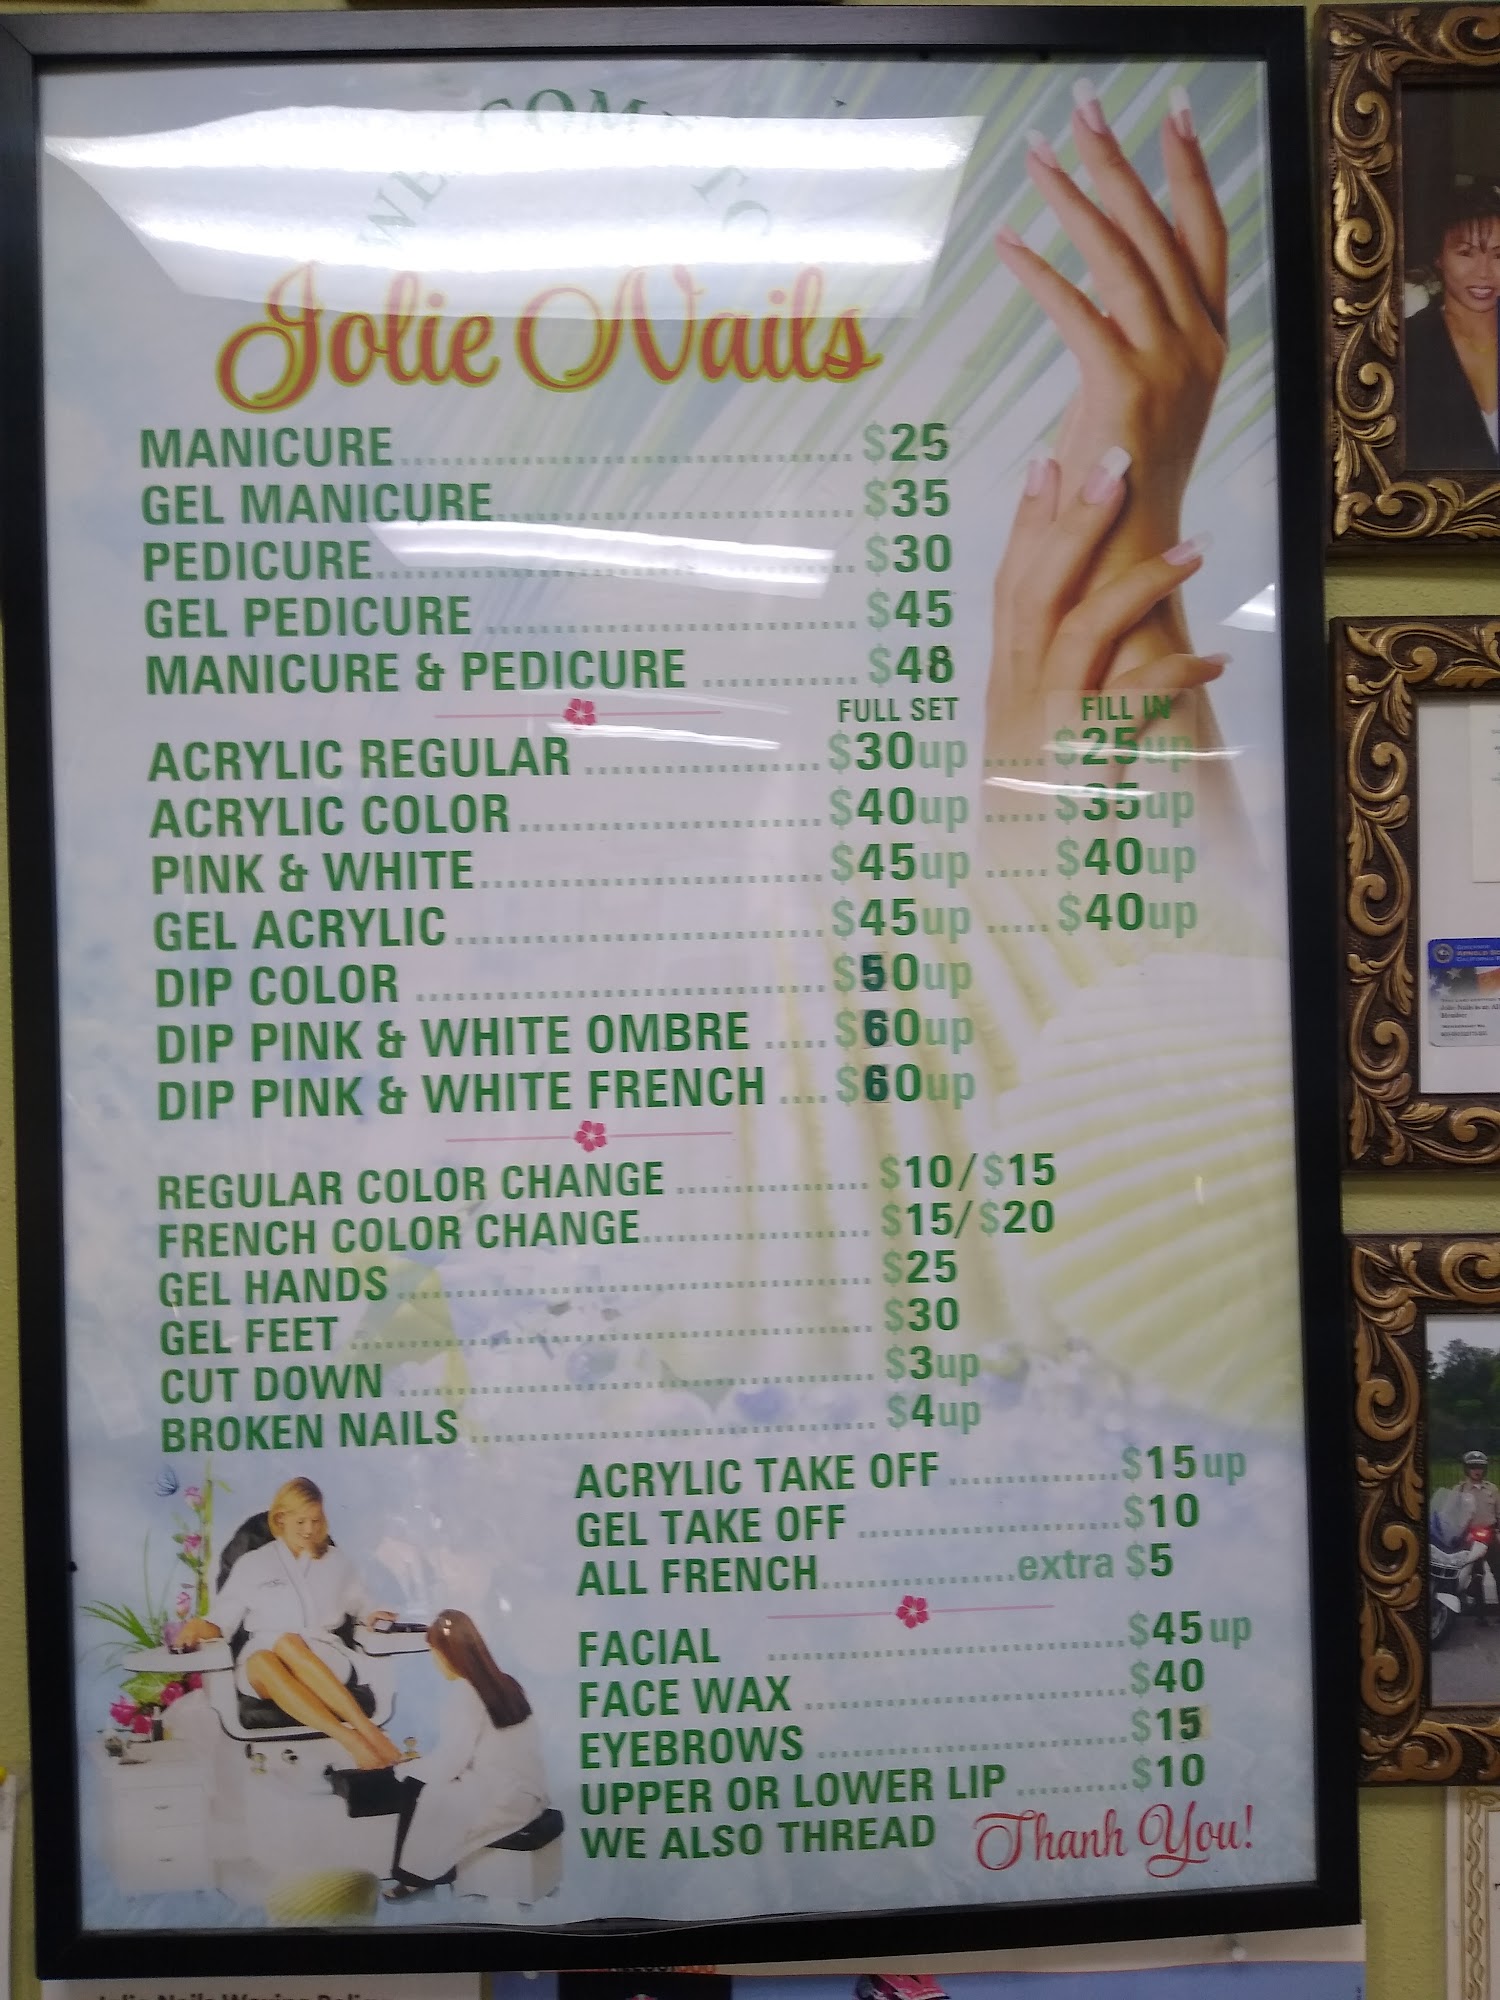 WELCOME TO
Jolie Nails
MANICURE.................................. $25
GEL MANICURE.......................... $35
PEDICURE................................... $30
GEL PEDICURE ........................... $45
MANICURE & PEDICURE ............ $48
FULL SET FILL IN
ACRYLIC REGULAR .................$30up .....$25up
ACRYLIC COLOR......................$40up .....$35up
PINK & WHITE.........................$45up .....$40up
GEL ACRYLIC...........................$45up .....$40up
DIP COLOR ..............................$50up
DIP PINK & WHITE OMBRE .....$60up
DIP PINK & WHITE FRENCH ....$60up
REGULAR COLOR CHANGE ................ $10/$15
FRENCH COLOR CHANGE................... $15/$20
GEL HANDS ........................................ $25
GEL FEET ............................................ $30
CUT DOWN ........................................ $3up
BROKEN NAILS .................................. $4up
ACRYLIC TAKE OFF ..............$15up
GEL TAKE OFF ......................$10
ALL FRENCH................extra $5
FACIAL ..............................$45up
FACE WAX ...........................$40
EYEBROWS ..........................$15
UPPER OR LOWER LIP .........$10
WE ALSO THREAD Thank You!